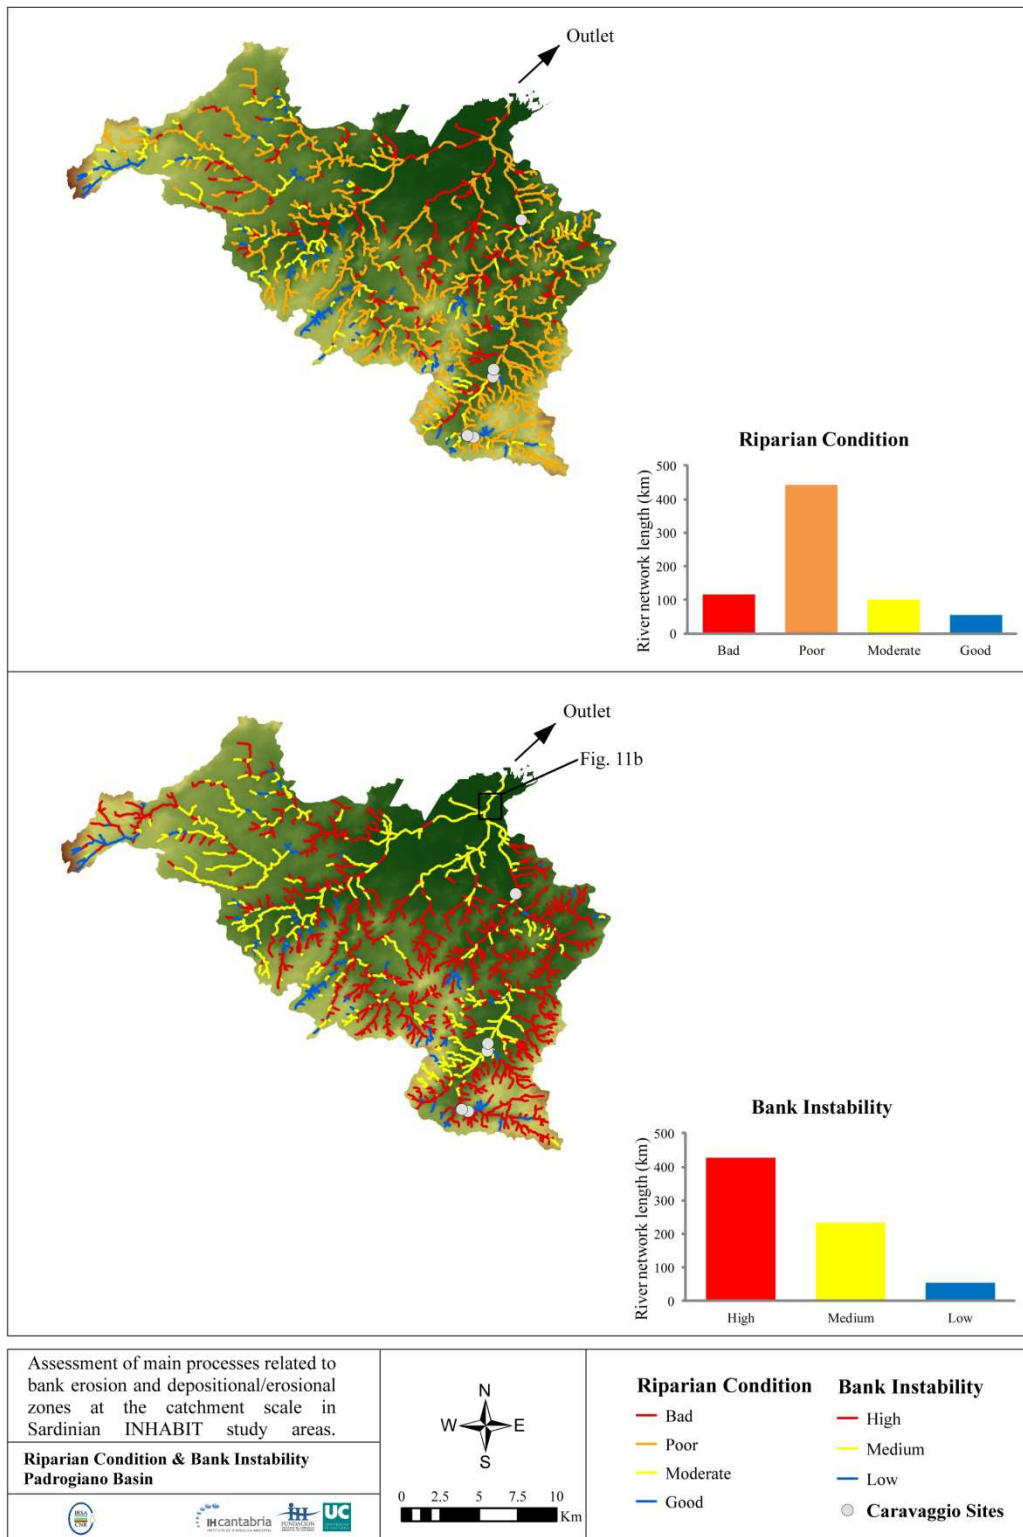 Outlet
Riparian Condition
River network length (km)
500
400
300
200
100
0
Bad
Poor
Moderate
Good
Outlet
Fig. 11b
Bank Instability
River network length (km)
500
400
300
200
100
0
High
Medium
Low
Assessment of main processes related to
bank erosion and depositional/erosional
zones at the catchment scale in
Sardinian INHABIT study areas.
Riparian Condition & Bank Instability
Padrogiano Basin
IHcantabria
FUNDACION
UC
N
W E
S
0 2.5 5 7.5 10
Km
Riparian Condition
Bad
Poor
Moderate
Good
Bank Instability
High
Medium
Low
Caravaggio Sites